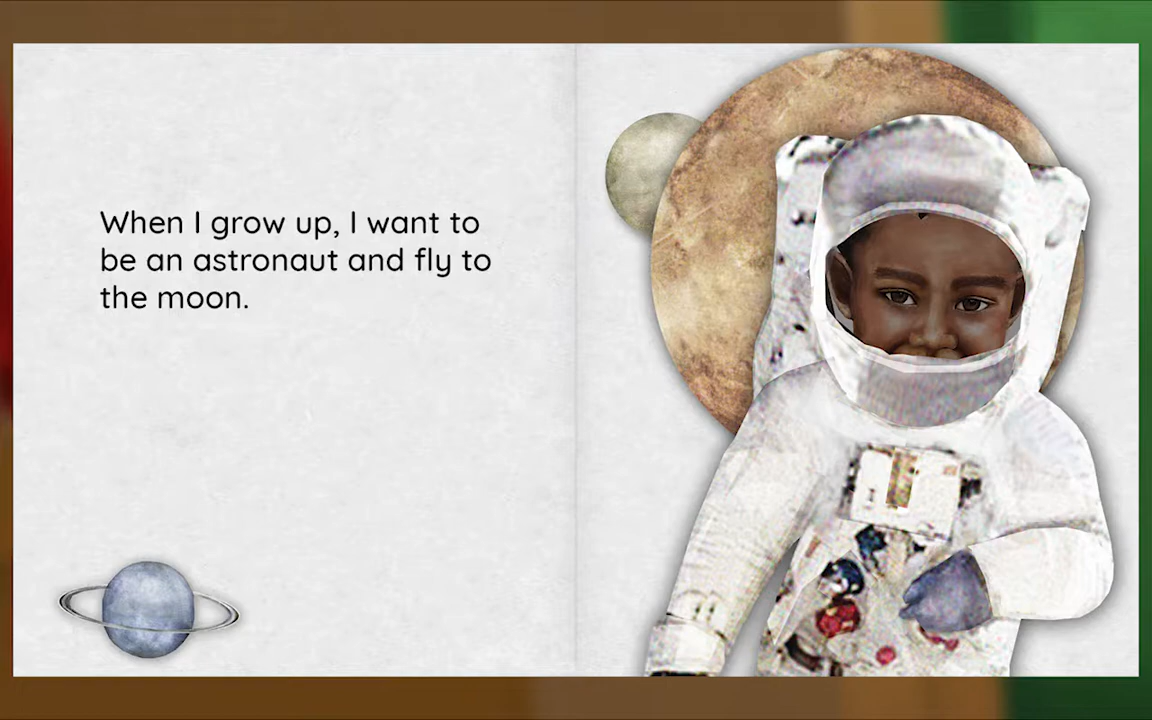 When I grow up, I want to
be an astronaut and fly to
the moon.